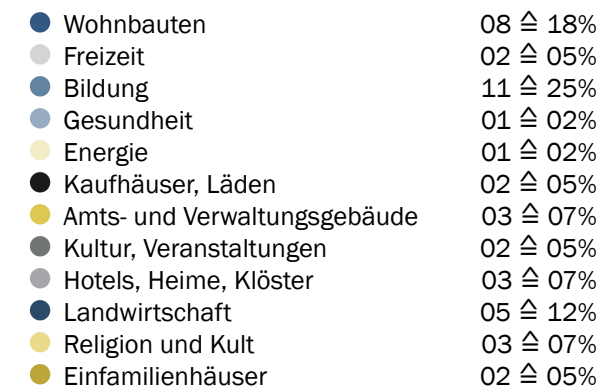 Wohnbauten 08 ≙ 18%
Freizeit 02 ≙ 05%
Bildung 11 ≙ 25%
Gesundheit 01 ≙ 02%
Energie 01 ≙ 02%
Kaufhäuser, Läden 02 ≙ 05%
Amts- und Verwaltungsgebäude 03 ≙ 07%
Kultur, Veranstaltungen 02 ≙ 05%
Hotels, Heime, Klöster 03 ≙ 07%
Landwirtschaft 05 ≙ 12%
Religion und Kult 03 ≙ 07%
Einfamilienhäuser 02 ≙ 05%